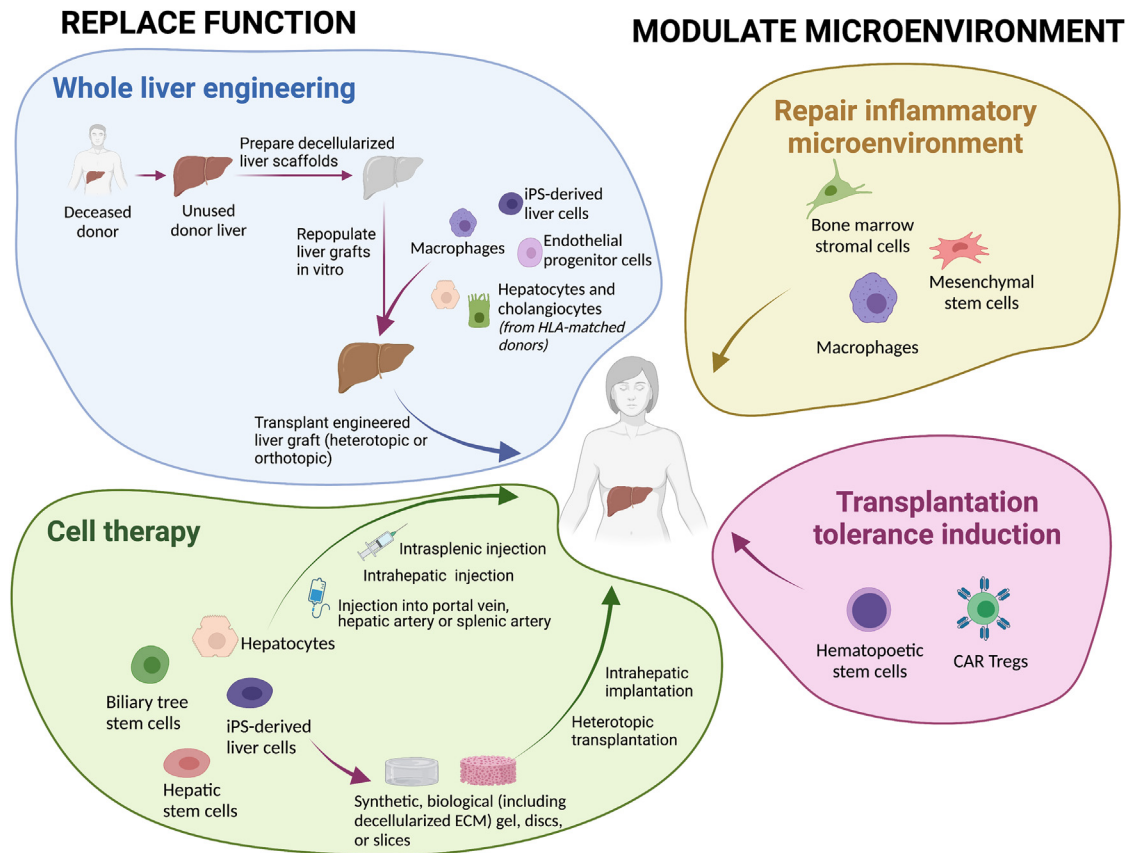 REPLACE FUNCTION
MODULATE MICROENVIRONMENT
Whole liver engineering
Deceased
donor
Unused
donor liver
Prepare decellularized
liver scaffolds
Repopulate
liver grafts
in vitro
Macrophages
iPS-derived
liver cells
Endothelial
progenitor cells
Hepatocytes and
cholangiocytes
(from HLA-matched
donors)
Transplant engineered
liver graft (heterotopic or
orthotopic)
Repair inflammatory
microenvironment
Bone marrow
stromal cells
Mesenchymal
stem cells
Macrophages
Cell therapy
Intrasplenic injection
Intrahepatic injection
Injection into portal vein,
hepatic artery or splenic artery
Hepatocytes
Biliary tree
stem cells
iPS-derived
liver cells
Hepatic
stem cells
Synthetic, biological (including
decellularized ECM) gel, discs,
or slices
Intrahepatic
implantation
Heterotopic
transplantation
Transplantation
tolerance induction
Hematopoetic
stem cells
CAR Tregs